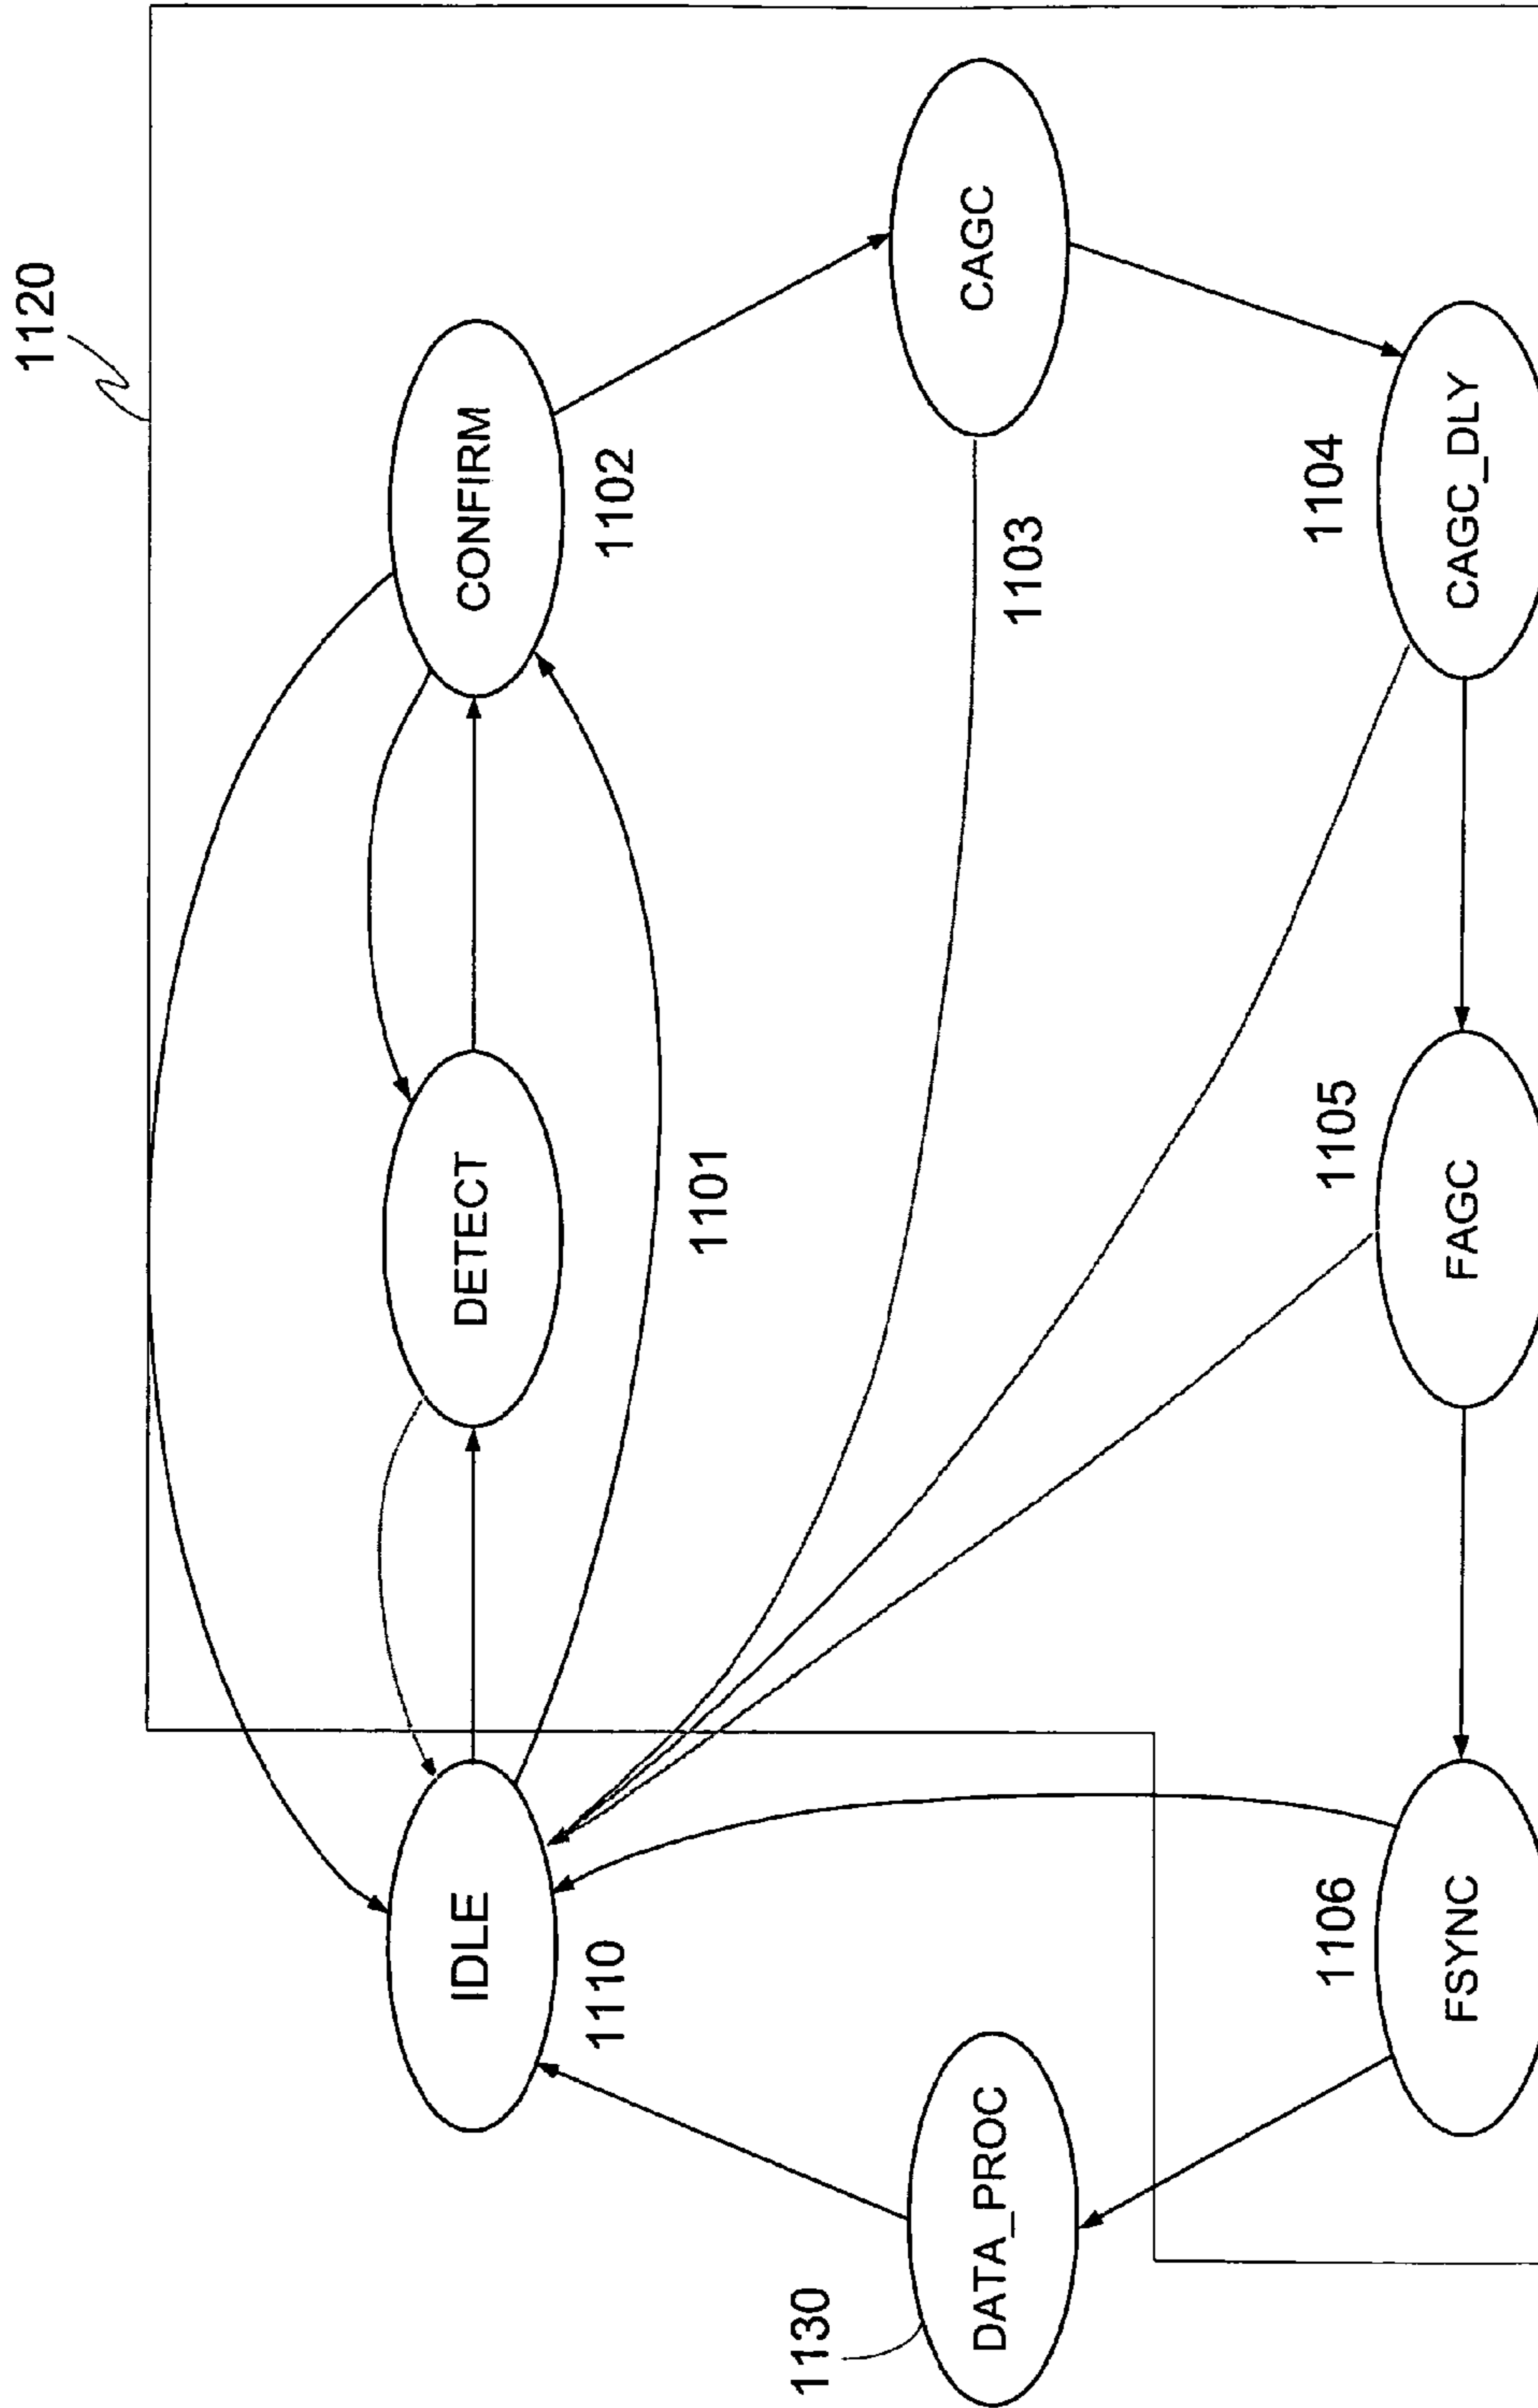 1120
IDLE
DETECT
CONFIRM
1110
1101
1102
1130
DATA_PROC
CAGC
1103
1106
1105
1104
FSYNC
FAGC
CAGC_DLY